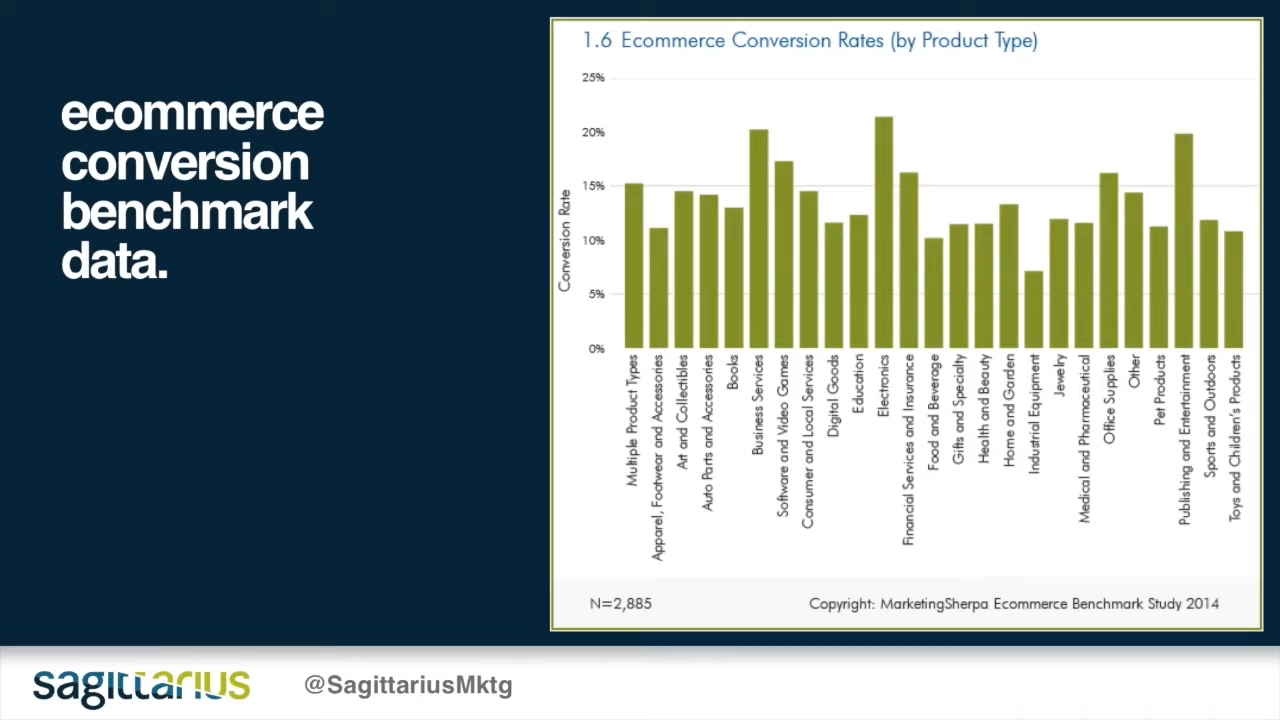 ecommerce
conversion
benchmark
data.
1.6 Ecommerce Conversion Rates (by Product Type)
25%
20%
15%
10%
5%
0%
Conversion Rate
Multiple Product Types
Apparel, Footwear and Accessories
Art and Collectibles
Auto Parts and Accessories
Books
Business Services
Software and Video Games
Consumer and Local Services
Digital Goods
Education
Electronics
Financial Services and Insurance
Food and Beverage
Gifts and Specialty
Health and Beauty
Home and Garden
Industrial Equipment
Jewelry
Medical and Pharmaceutical
Office Supplies
Other
Pet Products
Publishing and Entertainment
Sports and Outdoors
Toys and Children's Products
N=2,885
Copyright: MarketingSherpa Ecommerce Benchmark Study 2014
sagittarius
@SagittariusMktg